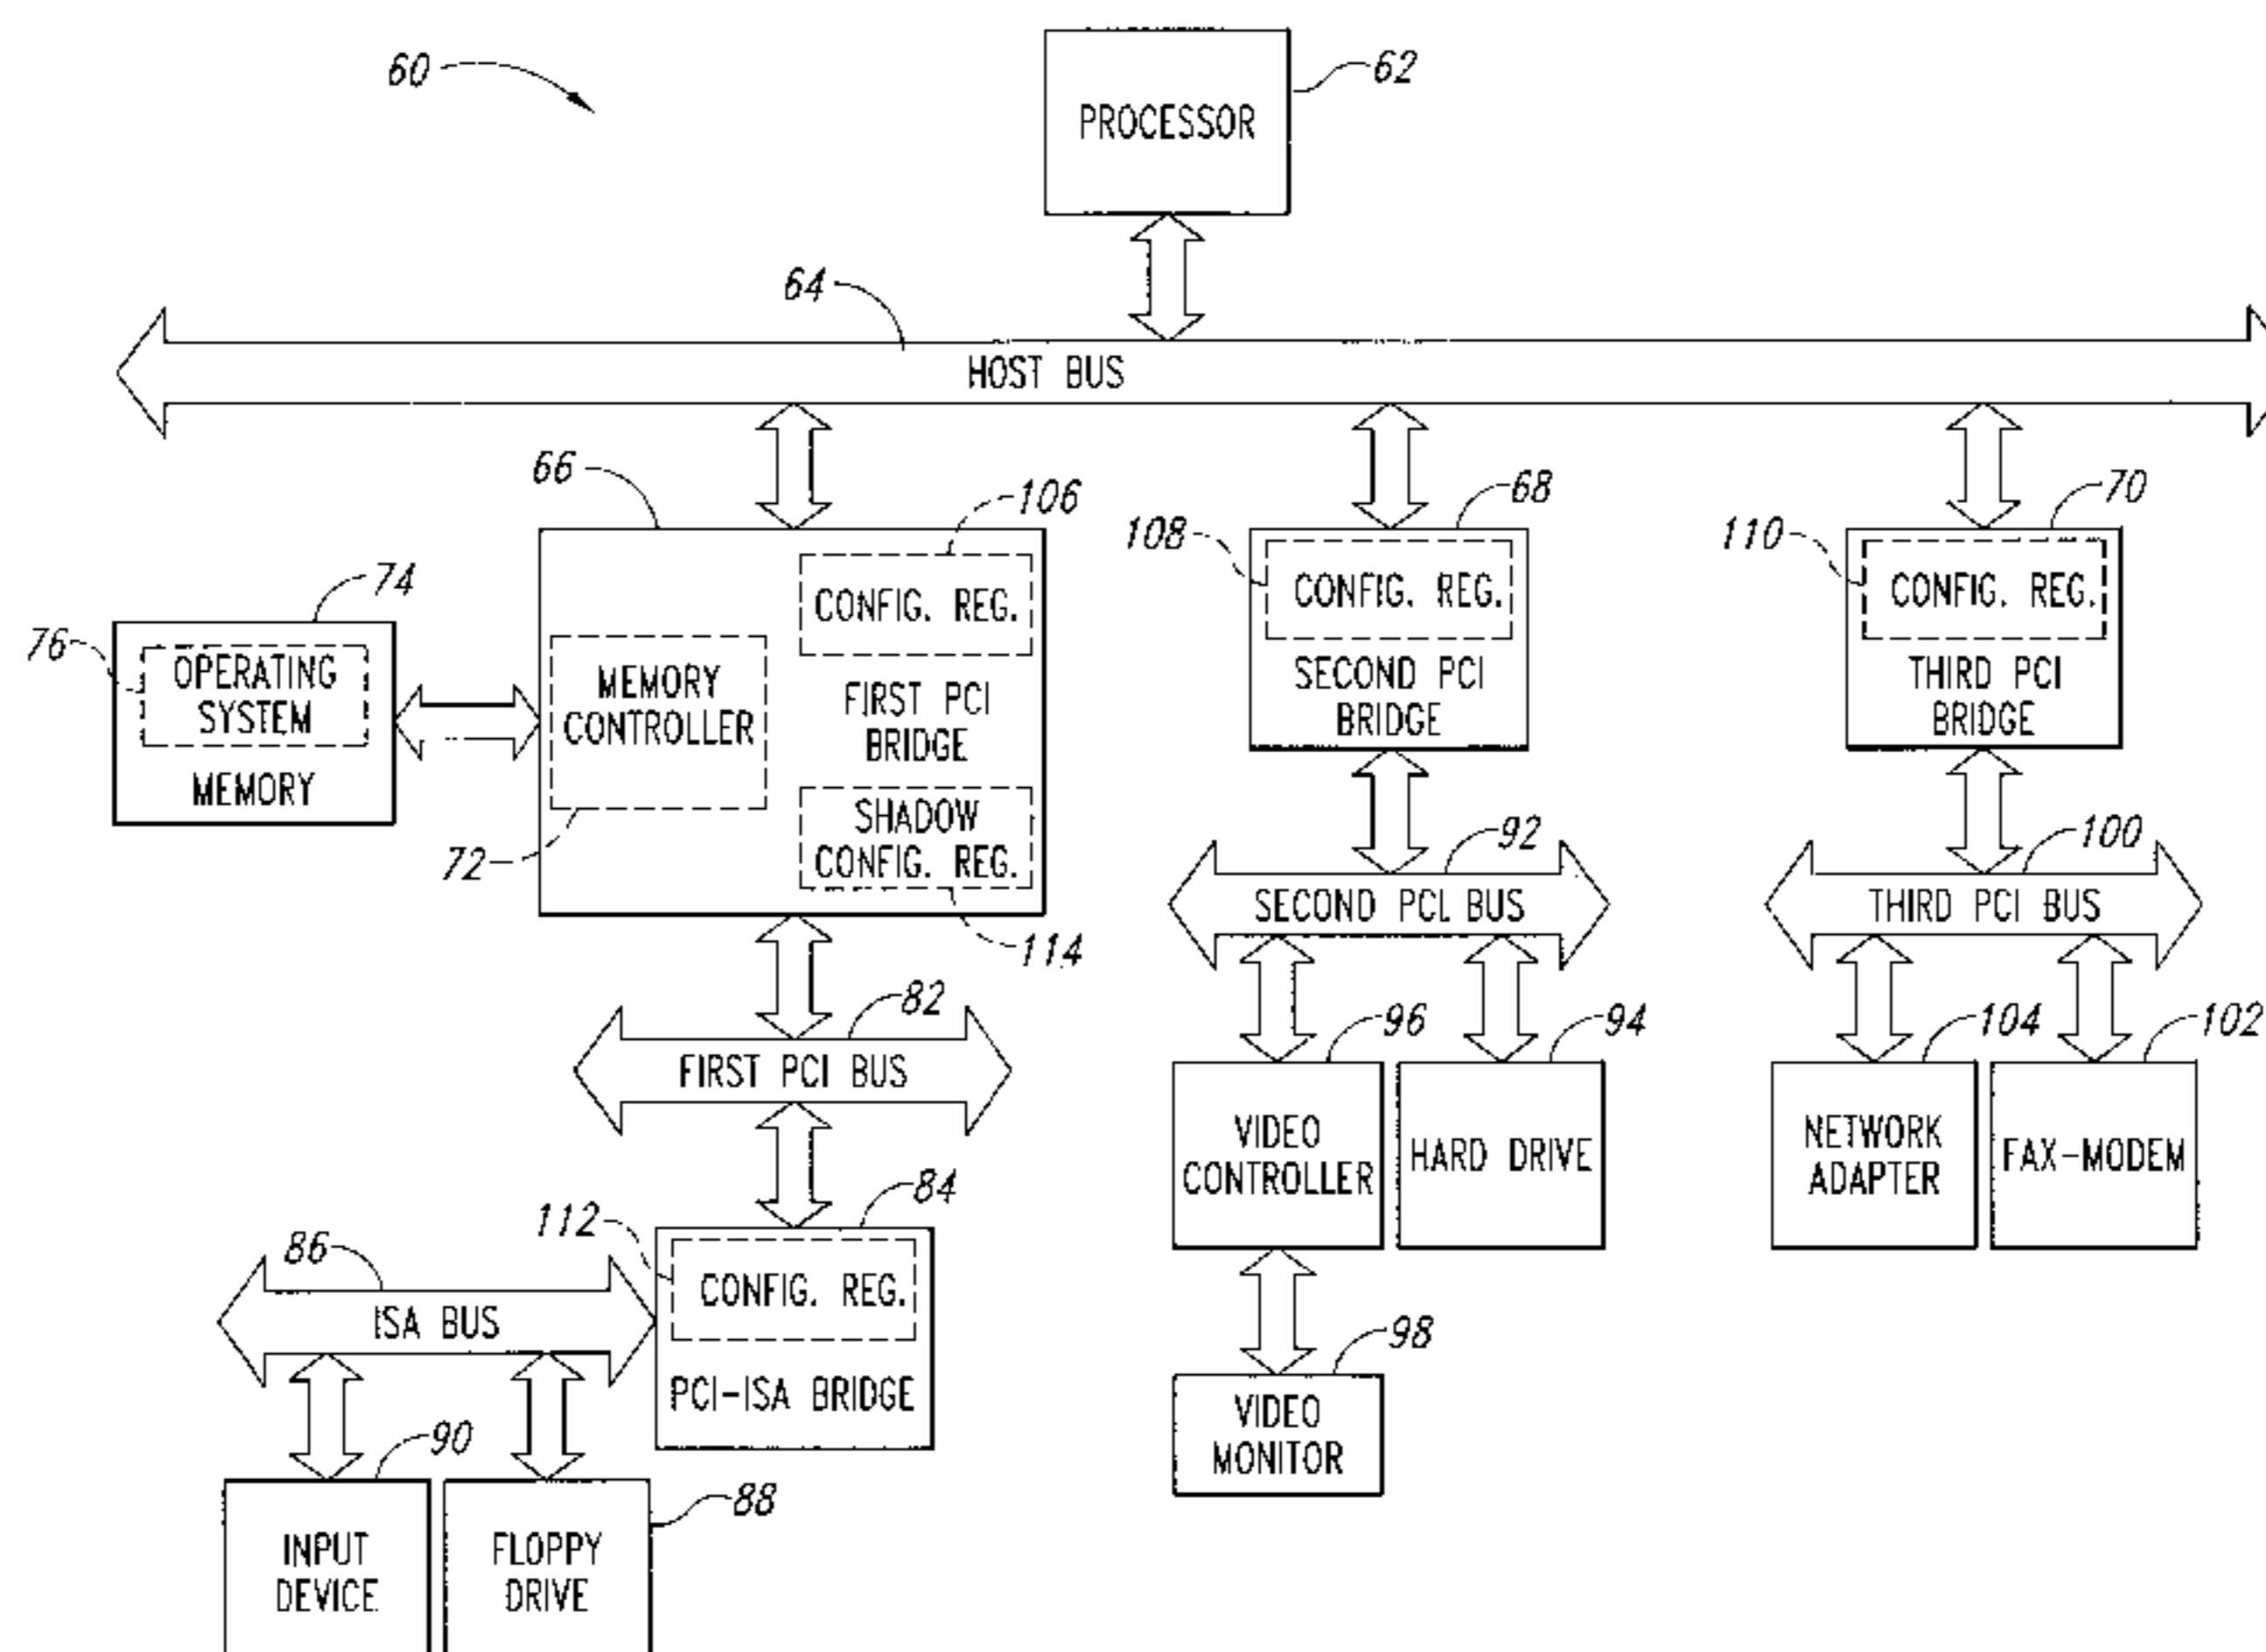 60
PROCESSOR
62
64
HOST BUS
66
106
68
70
108
110
CONFIG. REG.
CONFIG. REG.
CONFIG. REG.
74
76
OPERATING
SYSTEM
MEMORY
MEMORY
CONTROLLER
72
FIRST PCI
BRIDGE
SHADOW
CONFIG. REG.
114
SECOND PCI
BRIDGE
THIRD PCI
BRIDGE
92
SECOND PCI BUS
100
THIRD PCI BUS
82
FIRST PCI BUS
96
94
104
102
VIDEO
CONTROLLER
HARD DRIVE
NETWORK
ADAPTER
FAX-MODEM
84
112
CONFIG. REG.
PCI-ISA BRIDGE
86
ISA BUS
98
VIDEO
MONITOR
90
88
INPUT
DEVICE
FLOPPY
DRIVE